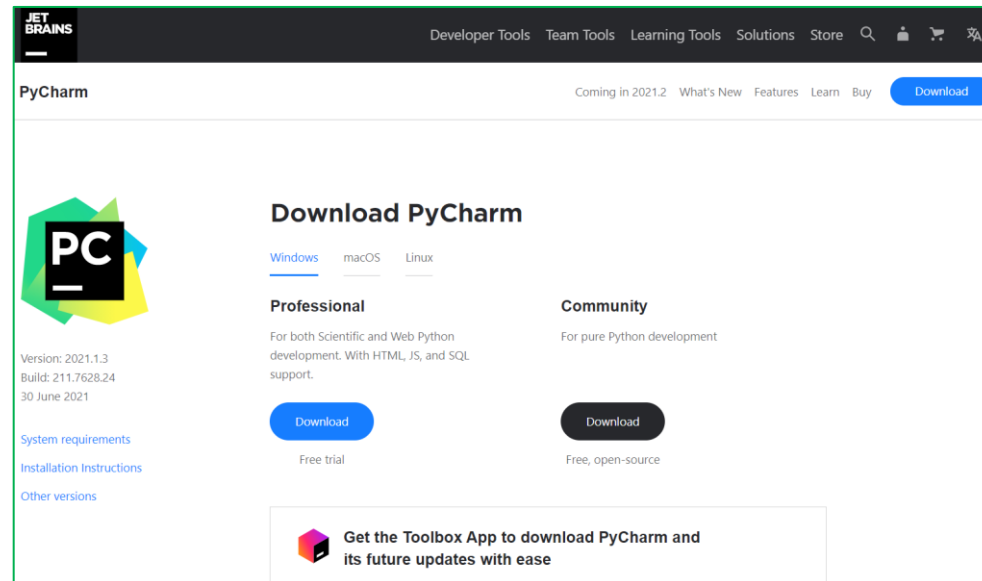 JET
BRAINS
Developer Tools Team Tools Learning Tools Solutions Store
PyCharm
Coming in 2021.2 What's New Features Learn Buy Download
PC
Download PyCharm
Windows macOS Linux
Professional
For both Scientific and Web Python
development. With HTML, JS, and SQL
support.
Download
Free trial
Community
For pure Python development
Download
Free, open-source
Version: 2021.1.3
Build: 211.7628.24
30 June 2021
System requirements
Installation Instructions
Other versions
Get the Toolbox App to download PyCharm and
its future updates with ease